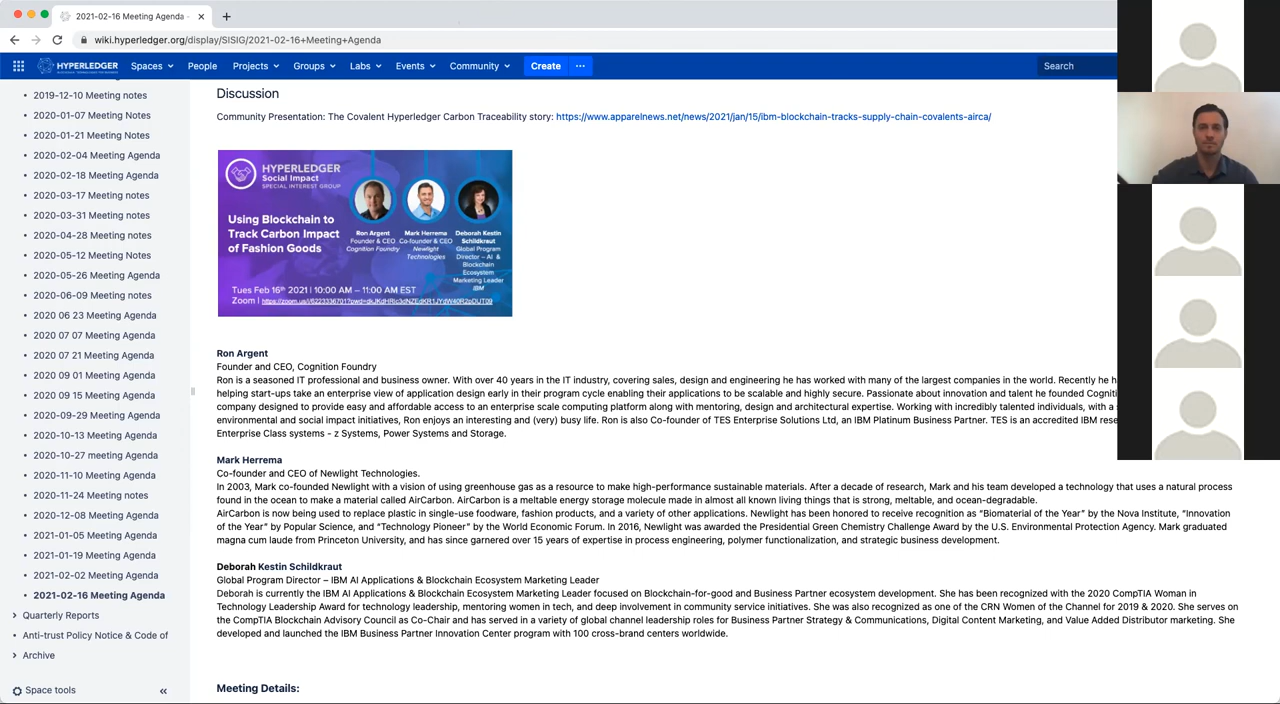 2021-02-16 Meeting Agenda -
wiki.hyperledger.org/display/SISIG/2021-02-16+Meeting+Agenda
HYPERLEDGER
Spaces
People
Projects
Groups
Labs
Events
Community
Create
Search
2019-12-10 Meeting notes
2020-01-07 Meeting Notes
2020-01-21 Meeting Notes
2020-02-04 Meeting Agenda
2020-02-18 Meeting Agenda
2020-03-17 Meeting notes
2020-03-31 Meeting notes
2020-04-28 Meeting notes
2020-05-12 Meeting Notes
2020-05-26 Meeting Agenda
2020-06-09 Meeting notes
2020 06 23 Meeting Agenda
2020 07 07 Meeting Agenda
2020 07 21 Meeting Agenda
2020 09 01 Meeting Agenda
2020 09 15 Meeting Agenda
2020-09-29 Meeting Agenda
2020-10-13 Meeting Agenda
2020-10-27 meeting Agenda
2020-11-10 Meeting Agenda
2020-11-24 Meeting notes
2020-12-08 Meeting Agenda
2021-01-05 Meeting Agenda
2021-01-19 Meeting Agenda
2021-02-02 Meeting Agenda
2021-02-16 Meeting Agenda
Quarterly Reports
Anti-trust Policy Notice & Code of
Archive
Space tools
Discussion
Community Presentation: The Covalent Hyperledger Carbon Traceability story: https://www.apparelnews.net/news/2021/jan/15/ibm-blockchain-tracks-supply-chain-covalents-airca/
HYPERLEDGER
Social Impact
SPECIAL INTEREST GROUP
Using Blockchain to
Track Carbon Impact
of Fashion Goods
Ron Argent
Founder & CEO
Cognition Foundry
Mark Herrema
Co-founder & CEO
Newlight
Technologies
Deborah Kestin
Schildkraut
Global Program
Director – AI &
Blockchain
Ecosystem
Marketing Leader
IBM
Tues Feb 16th 2021 | 10:00 AM – 11:00 AM EST
Zoom |
Ron Argent
Founder and CEO, Cognition Foundry
Ron is a seasoned IT professional and business owner. With over 40 years in the IT industry, covering sales, design and engineering he has worked with many of the largest companies in the world. Recently he h
helping start-ups take an enterprise view of application design early in their program cycle enabling their applications to be scalable and highly secure. Passionate about innovation and talent he founded Cogniti
company designed to provide easy and affordable access to an enterprise scale computing platform along with mentoring, design and architectural expertise. Working with incredibly talented individuals, with a s
environmental and social impact initiatives, Ron enjoys an interesting and (very) busy life. Ron is also Co-founder of TES Enterprise Solutions Ltd, an IBM Platinum Business Partner. TES is an accredited IBM rese
Enterprise Class systems - z Systems, Power Systems and Storage.
Mark Herrema
Co-founder and CEO of Newlight Technologies.
In 2003, Mark co-founded Newlight with a vision of using greenhouse gas as a resource to make high-performance sustainable materials. After a decade of research, Mark and his team developed a technology that uses a natural process
found in the ocean to make a material called AirCarbon. AirCarbon is a meltable energy storage molecule made in almost all known living things that is strong, meltable, and ocean-degradable.
AirCarbon is now being used to replace plastic in single-use foodware, fashion products, and a variety of other applications. Newlight has been honored to receive recognition as “Biomaterial of the Year” by the Nova Institute, “Innovation
of the Year” by Popular Science, and “Technology Pioneer” by the World Economic Forum. In 2016, Newlight was awarded the Presidential Green Chemistry Challenge Award by the U.S. Environmental Protection Agency. Mark graduated
magna cum laude from Princeton University, and has since garnered over 15 years of expertise in process engineering, polymer functionalization, and strategic business development.
Deborah Kestin Schildkraut
Global Program Director – IBM AI Applications & Blockchain Ecosystem Marketing Leader
Deborah is currently the IBM AI Applications & Blockchain Ecosystem Marketing Leader focused on Blockchain-for-good and Business Partner ecosystem development. She has been recognized with the 2020 CompTIA Woman in
Technology Leadership Award for technology leadership, mentoring women in tech, and deep involvement in community service initiatives. She was also recognized as one of the CRN Women of the Channel for 2019 & 2020. She serves on
the CompTIA Blockchain Advisory Council as Co-Chair and has served in a variety of global channel leadership roles for Business Partner Strategy & Communications, Digital Content Marketing, and Value Added Distributor marketing. She
developed and launched the IBM Business Partner Innovation Center program with 100 cross-brand centers worldwide.
Meeting Details: